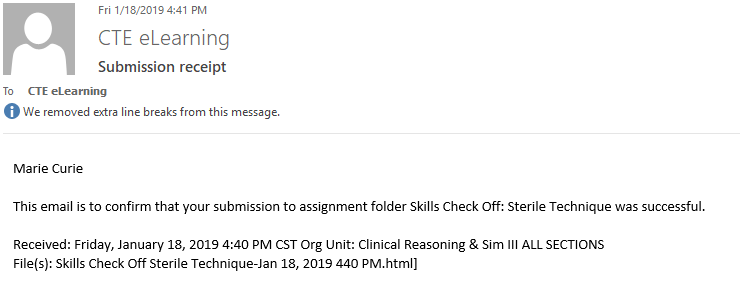 Fri 1/18/2019 4:41 PM
CTE eLearning
Submission receipt
To CTE eLearning
We removed extra line breaks from this message.
Marie Curie
This email is to confirm that your submission to assignment folder Skills Check Off: Sterile Technique was successful.
Received: Friday, January 18, 2019 4:40 PM CST Org Unit: Clinical Reasoning & Sim III ALL SECTIONS
File(s): Skills Check Off Sterile Technique-Jan 18, 2019 440 PM.html]